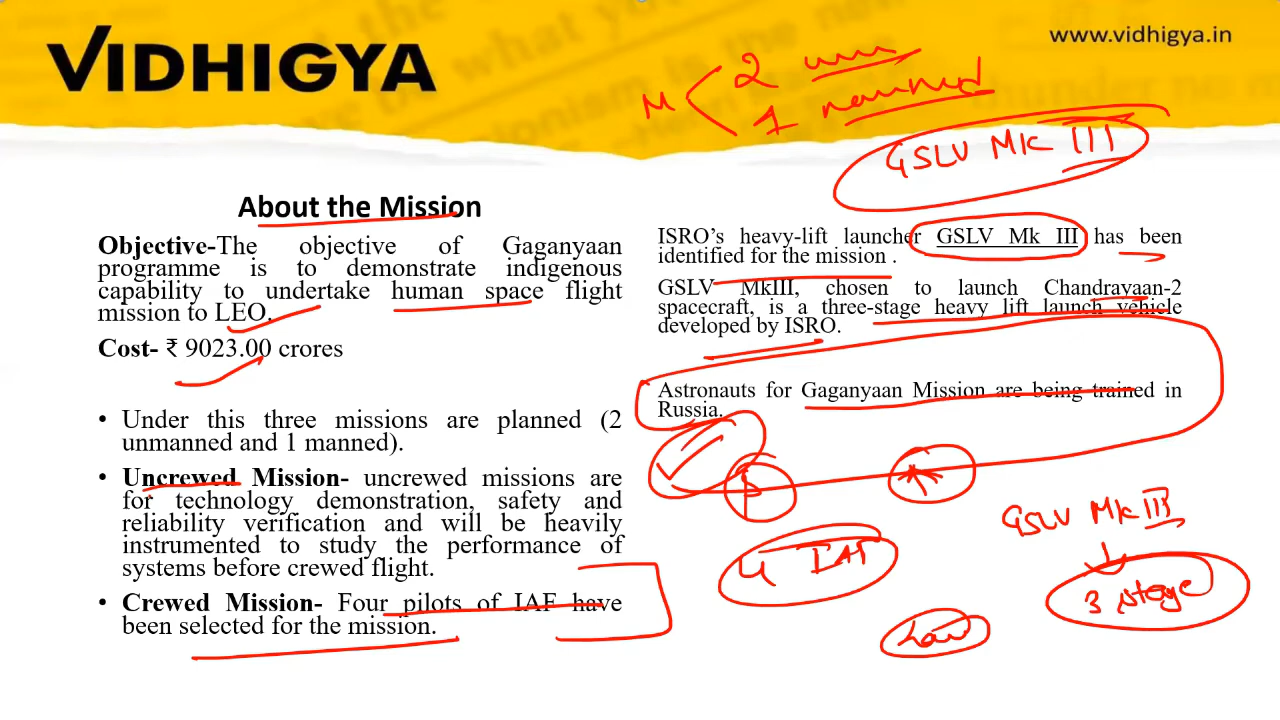 VIDHIGYA
www.vidhigya.in
M
2
1 manned
GSLV MK III
About the Mission
Objective-The objective of Gaganyaan
programme is to demonstrate indigenous
capability to undertake human space flight
mission to LEO.
Cost- ₹ 9023.00 crores
• Under this three missions are planned (2
unmanned and 1 manned).
• Uncrewed Mission- uncrewed missions are
for technology demonstration, safety and
reliability verification and will be heavily
instrumented to study the performance of
systems before crewed flight.
• Crewed Mission- Four pilots of IAF have
been selected for the mission.
ISRO's heavy-lift launcher GSLV Mk III has been
identified for the mission .
GSLV MkIII, chosen to launch Chandrayaan-2
spacecraft, is a three-stage heavy lift launch vehicle
developed by ISRO.
Astronauts for Gaganyaan Mission are being trained in
Russia.
GSLV Mk III
4 IAF
3 stage